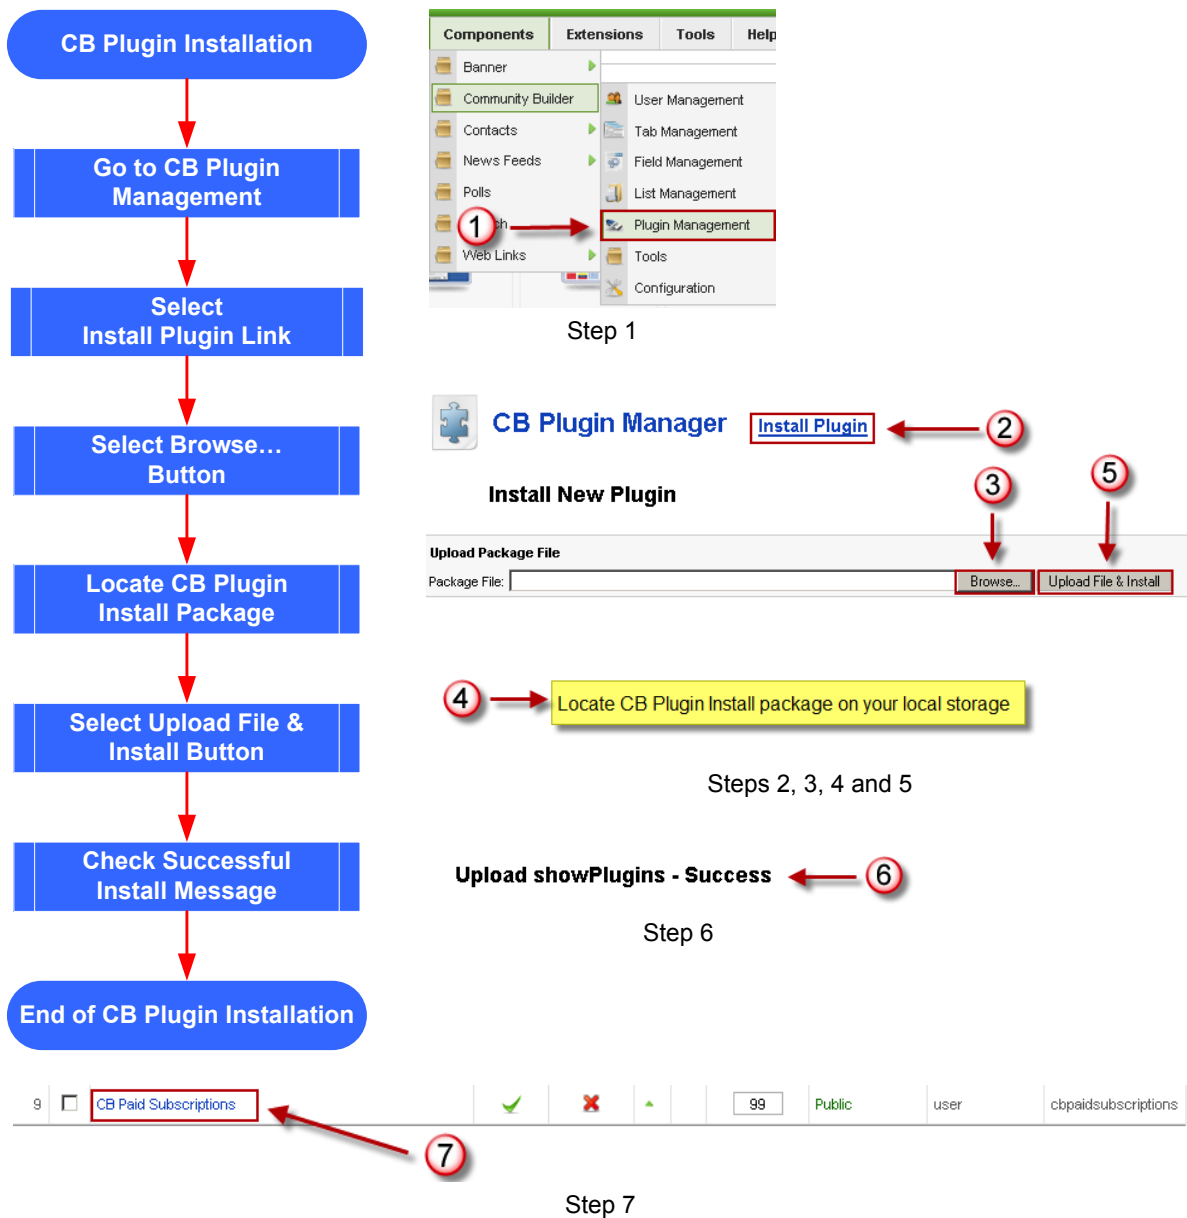 CB Plugin Installation
Go to CB Plugin
Management
Select
Install Plugin Link
Select Browse...
Button
Locate CB Plugin
Install Package
Select Upload File &
Install Button
Check Successful
Install Message
End of CB Plugin Installation
Components Extensions Tools Help
Banner
Community Builder
Contacts
News Feeds
Polls
ch
Web Links
User Management
Tab Management
Field Management
List Management
Plugin Management
Tools
Configuration
1
Step 1
CB Plugin Manager Install Plugin
2
Install New Plugin
3
5
Upload Package File
Package File: Browse... Upload File & Install
4
Locate CB Plugin Install package on your local storage
Steps 2, 3, 4 and 5
Upload showPlugins - Success
6
Step 6
9 CB Paid Subscriptions 99 Public user cbpaidsubscriptions
7
Step 7